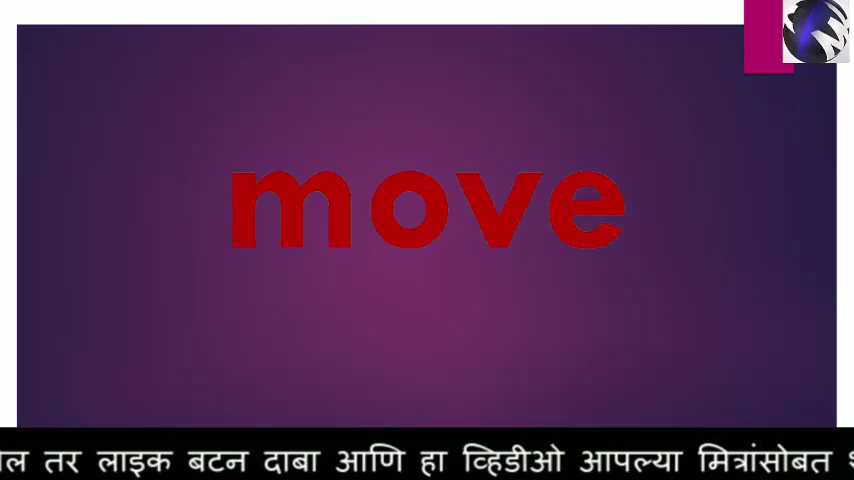 move
तर लाइक बटन दाबा आणि हा व्हिडीओ आपल्या मित्रांसोबत